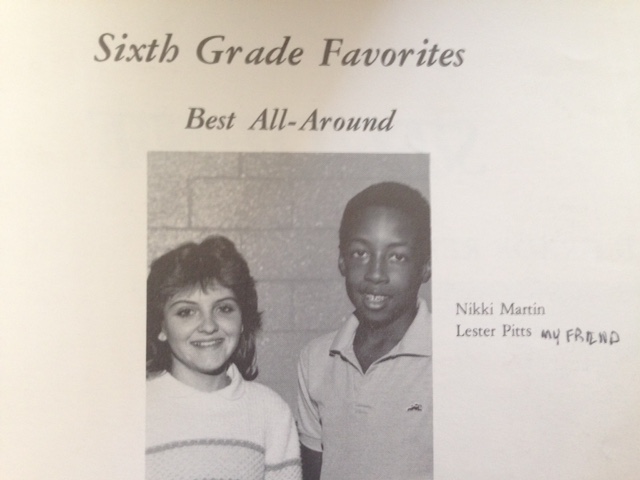 Sixth Grade Favorites
Best All-Around
Nikki Martin
Lester Pitts MY FRIEND